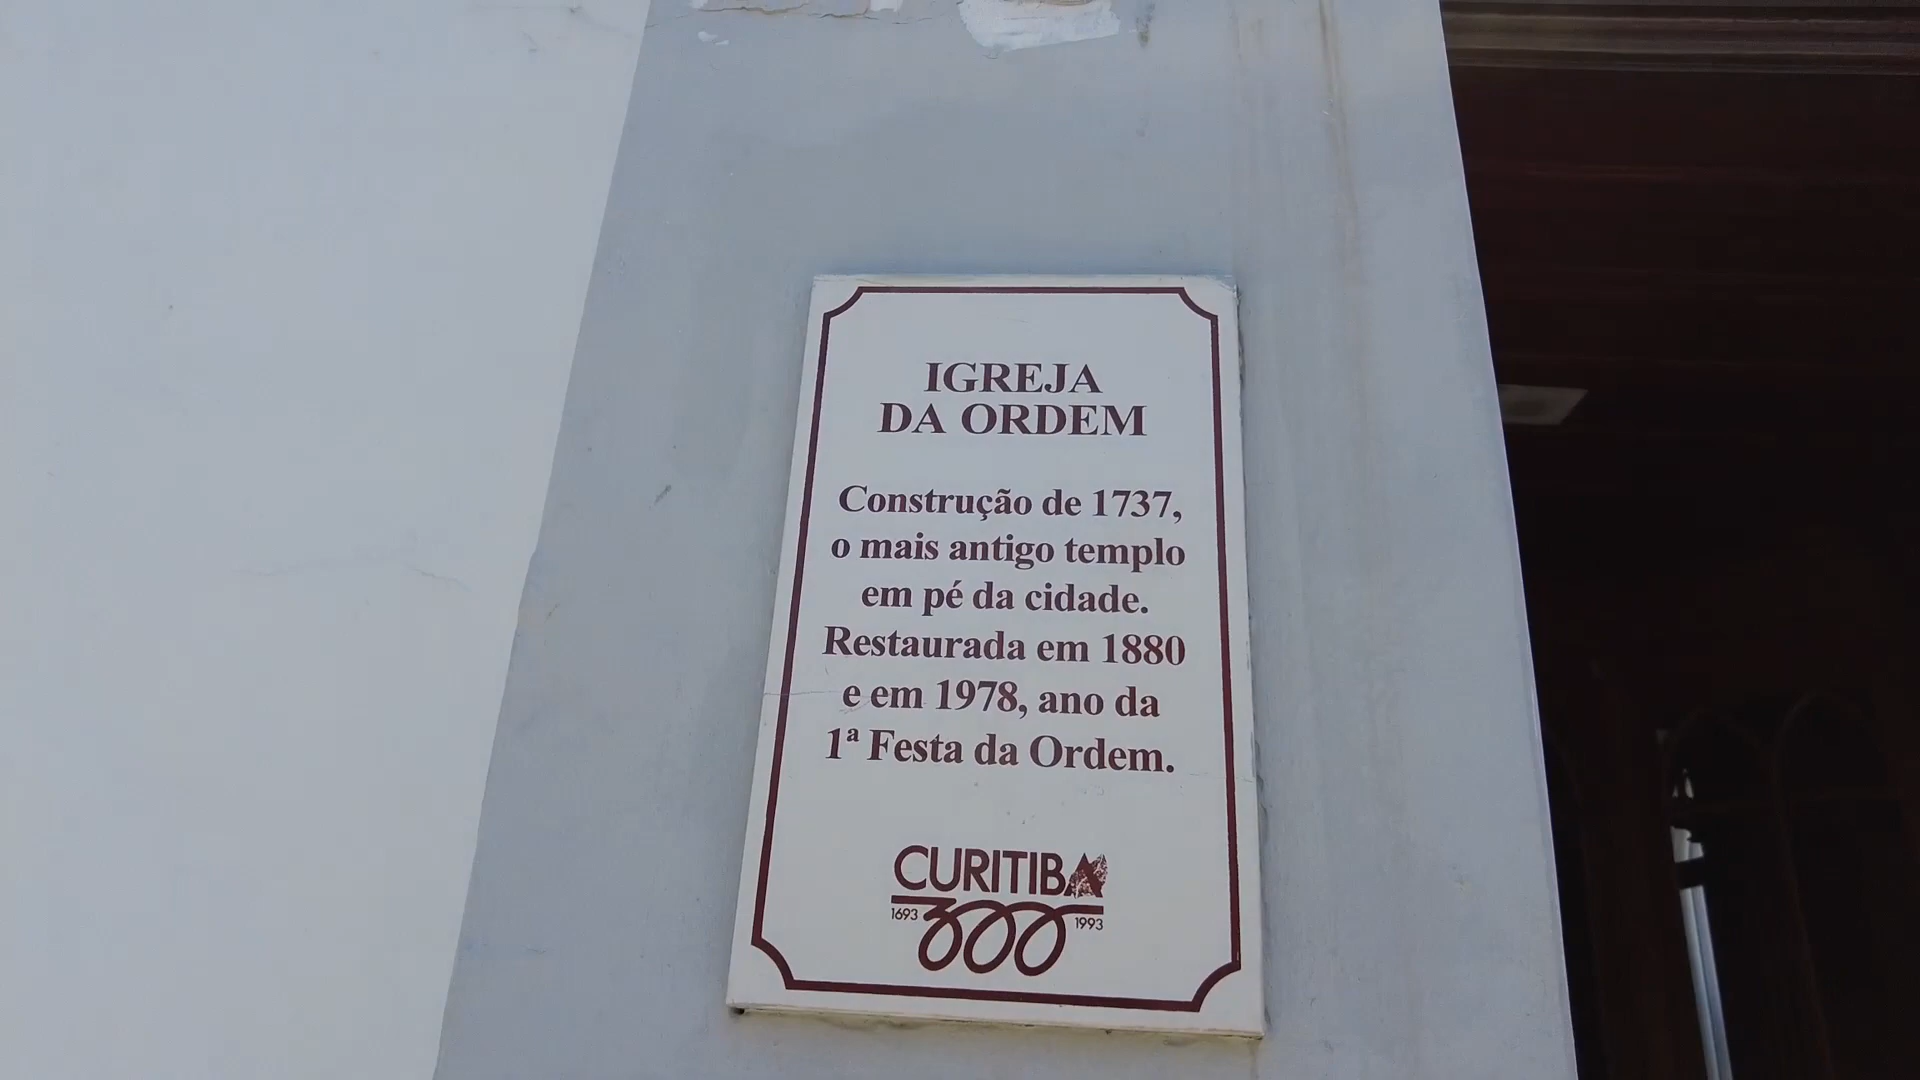 IGREJA
DA ORDEM
Construção de 1737,
o mais antigo templo
em pé da cidade.
Restaurada em 1880
e em 1978, ano da
1ª Festa da Ordem.
CURITIBA
1693 300 1993